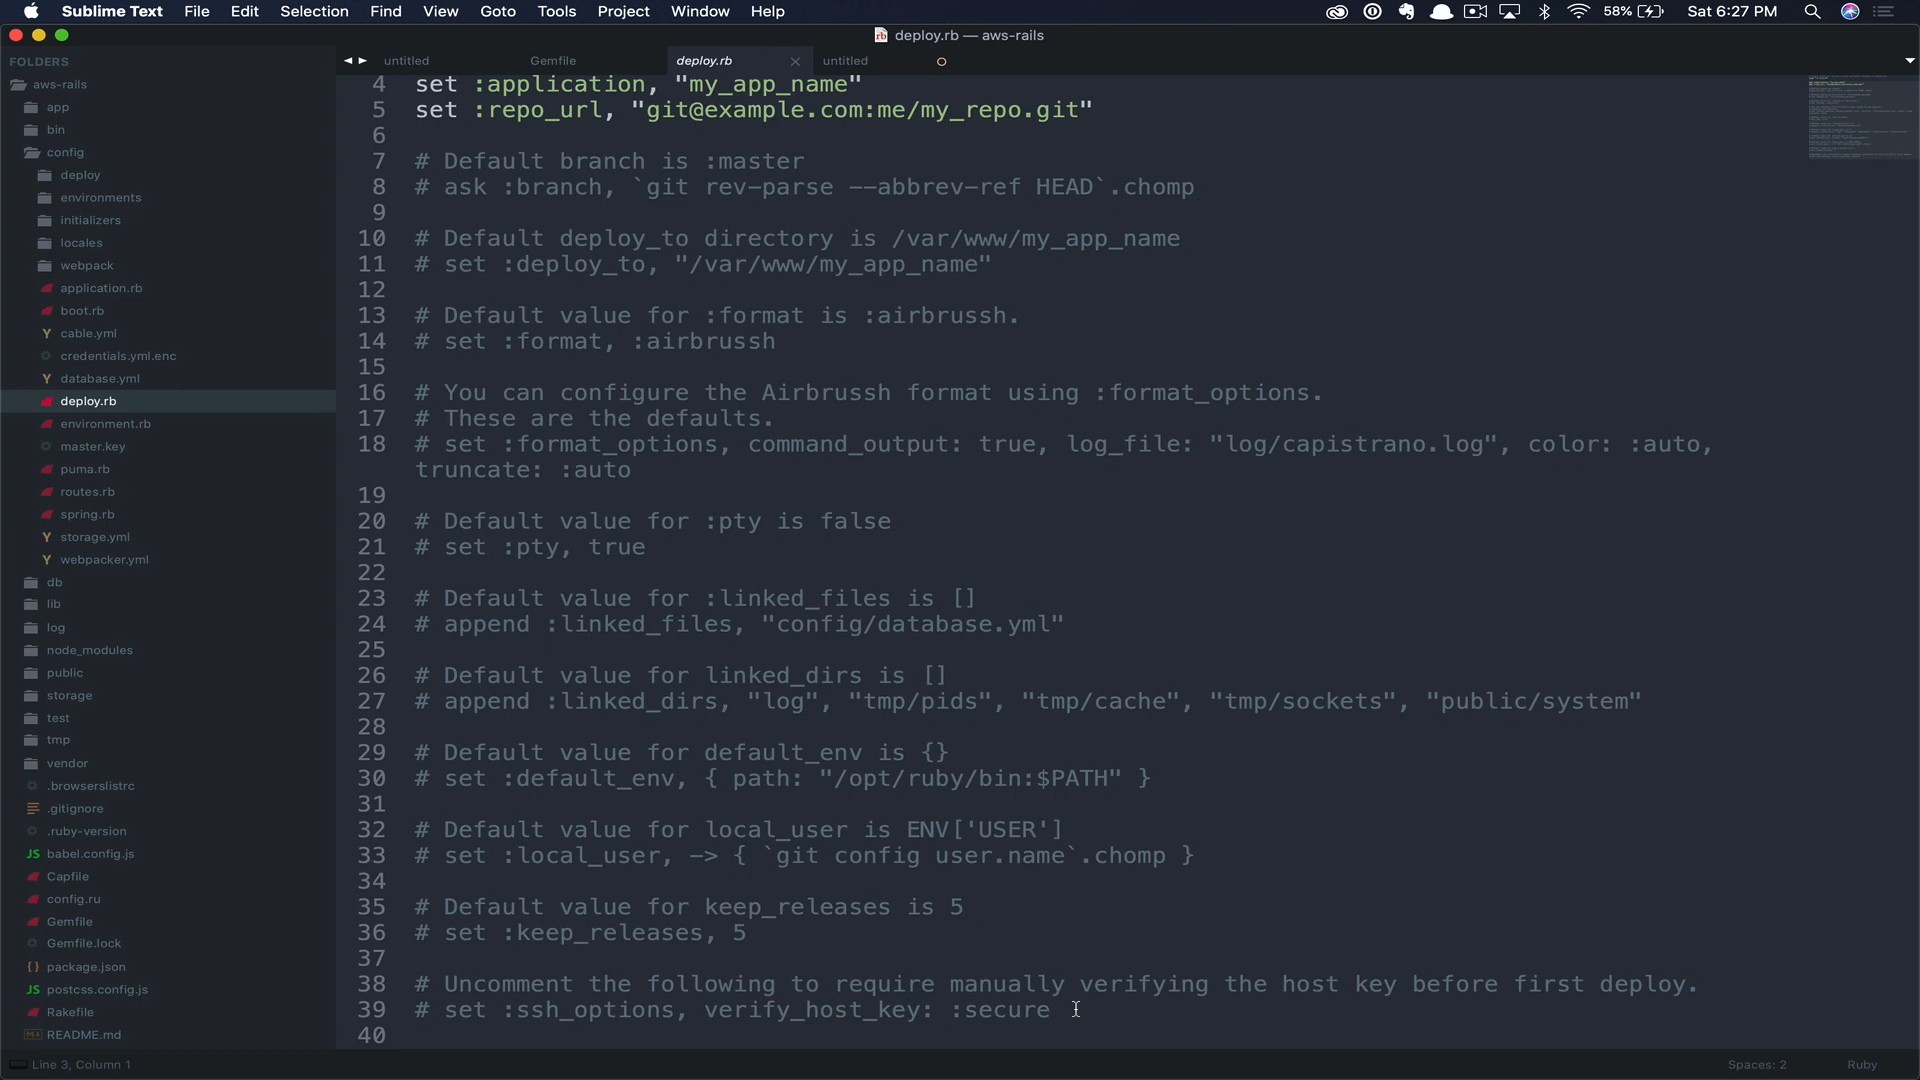 Sublime Text File Edit Selection Find View Goto Tools Project Window Help 58% Sat 6:27 PM
deploy.rb — aws-rails
FOLDERS
aws-rails
app
bin
config
deploy
environments
initializers
locales
webpack
application.rb
boot.rb
cable.yml
credentials.yml.enc
database.yml
deploy.rb
environment.rb
master.key
puma.rb
routes.rb
spring.rb
storage.yml
webpacker.yml
db
lib
log
node_modules
public
storage
test
tmp
vendor
.browserslistrc
.gitignore
.ruby-version
JS babel.config.js
Capfile
config.ru
Gemfile
Gemfile.lock
{} package.json
JS postcss.config.js
Rakefile
README.md
untitled Gemfile deploy.rb untitled
4 set :application, "my_app_name"
5 set :repo_url, "git@example.com:me/my_repo.git"
6
7 # Default branch is :master
8 # ask :branch, `git rev-parse --abbrev-ref HEAD`.chomp
9
10 # Default deploy_to directory is /var/www/my_app_name
11 # set :deploy_to, "/var/www/my_app_name"
12
13 # Default value for :format is :airbrussh.
14 # set :format, :airbrussh
15
16 # You can configure the Airbrussh format using :format_options.
17 # These are the defaults.
18 # set :format_options, command_output: true, log_file: "log/capistrano.log", color: :auto,
truncate: :auto
19
20 # Default value for :pty is false
21 # set :pty, true
22
23 # Default value for :linked_files is []
24 # append :linked_files, "config/database.yml"
25
26 # Default value for linked_dirs is []
27 # append :linked_dirs, "log", "tmp/pids", "tmp/cache", "tmp/sockets", "public/system"
28
29 # Default value for default_env is {}
30 # set :default_env, { path: "/opt/ruby/bin:$PATH" }
31
32 # Default value for local_user is ENV['USER']
33 # set :local_user, -> { `git config user.name`.chomp }
34
35 # Default value for keep_releases is 5
36 # set :keep_releases, 5
37
38 # Uncomment the following to require manually verifying the host key before first deploy.
39 # set :ssh_options, verify_host_key: :secure
40
Line 3, Column 1 Spaces: 2 Ruby